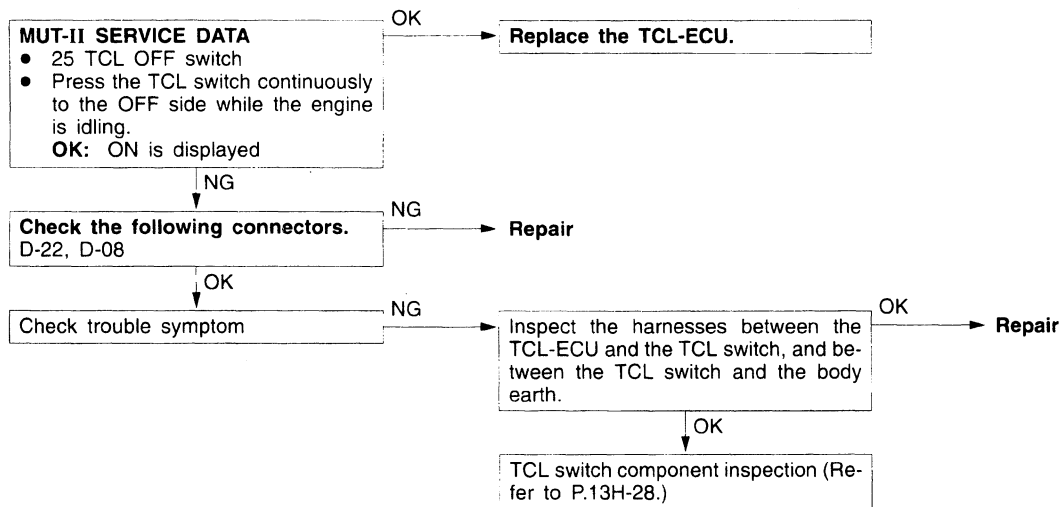 MUT-II SERVICE DATA
● 25 TCL OFF switch
● Press the TCL switch continuously
to the OFF side while the engine
is idling.
OK: ON is displayed
OK
Replace the TCL-ECU.
NG
Check the following connectors.
D-22, D-08
NG
Repair
OK
Check trouble symptom
NG
Inspect the harnesses between the
TCL-ECU and the TCL switch, and be-
tween the TCL switch and the body
earth.
OK
Repair
OK
TCL switch component inspection (Re-
fer to P.13H-28.)